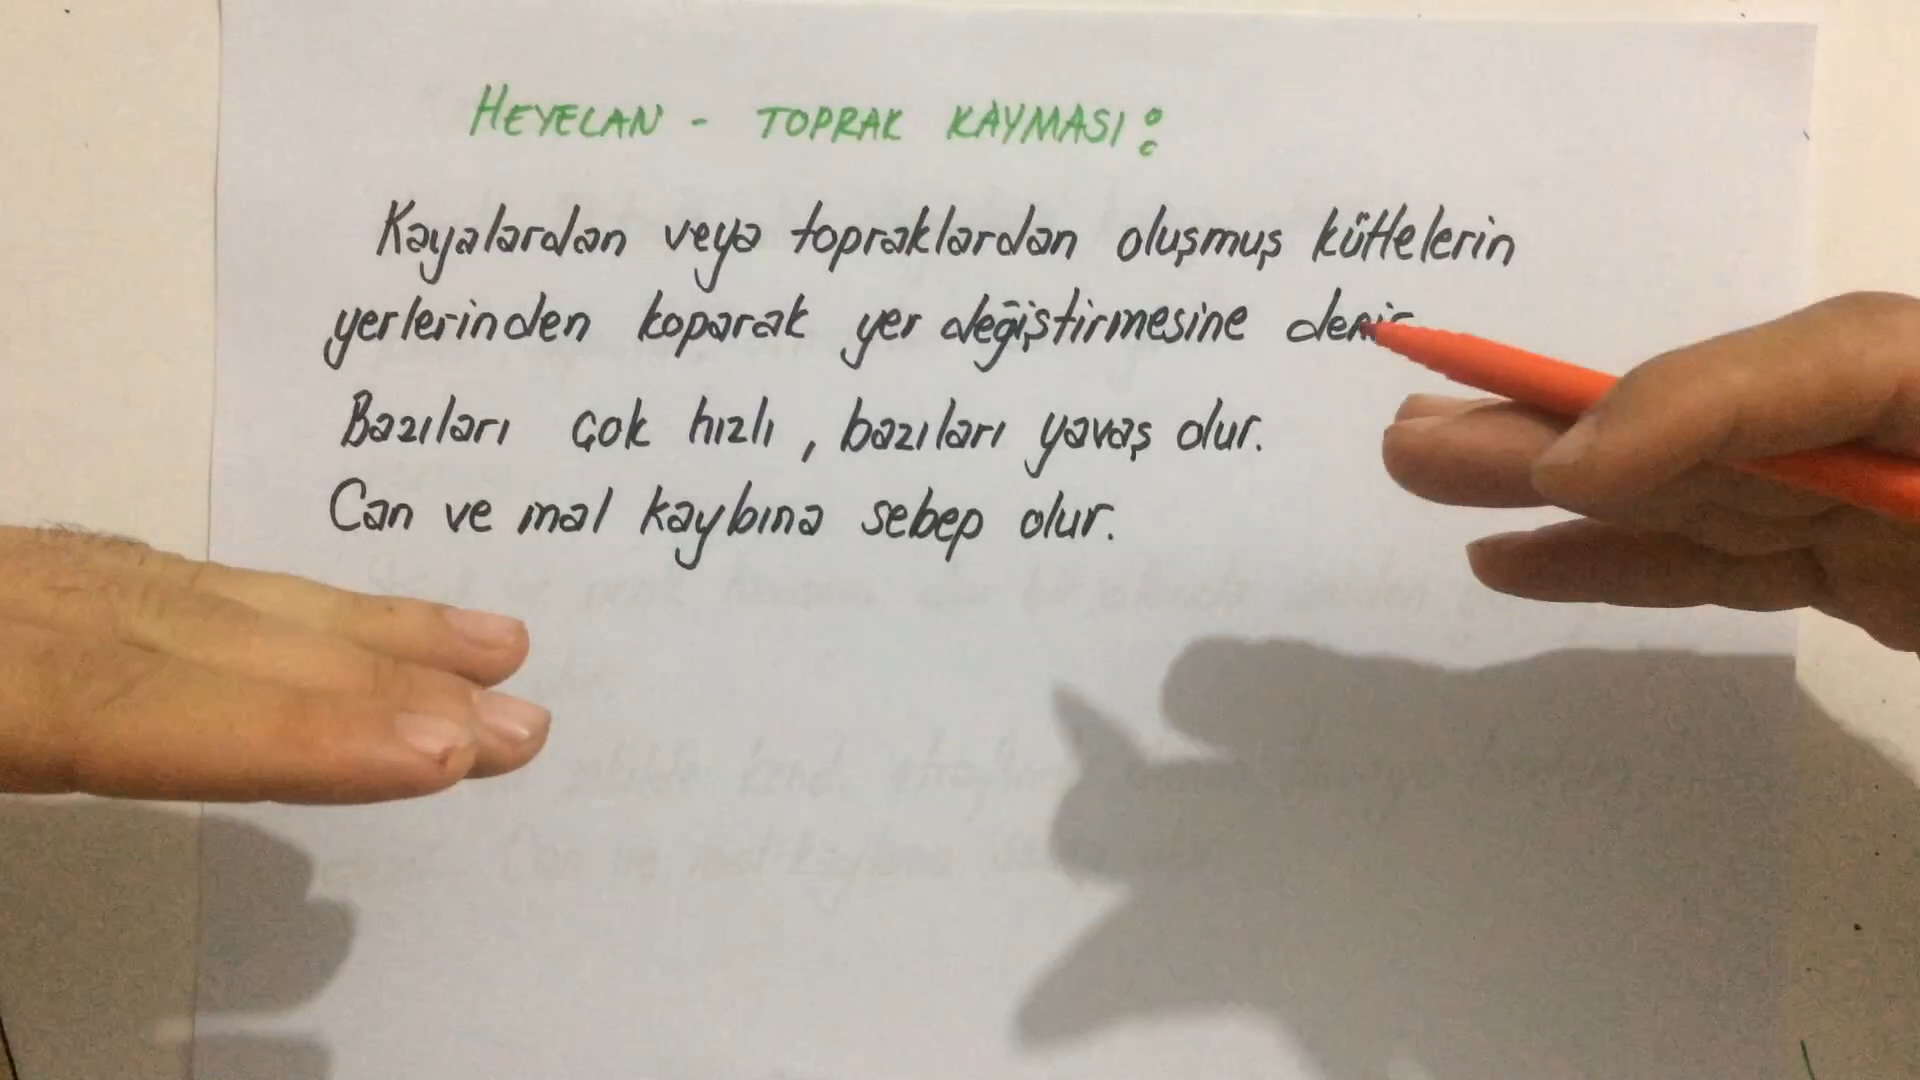 HEYELAN - TOPRAK KAYMASI:
Kayalardan veya topraklardan oluşmuş kütlelerin
yerlerinden koparak yer değiştirmesine denir
Bazıları çok hızlı, bazıları yavaş olur.
Can ve mal kaybına sebep olur.